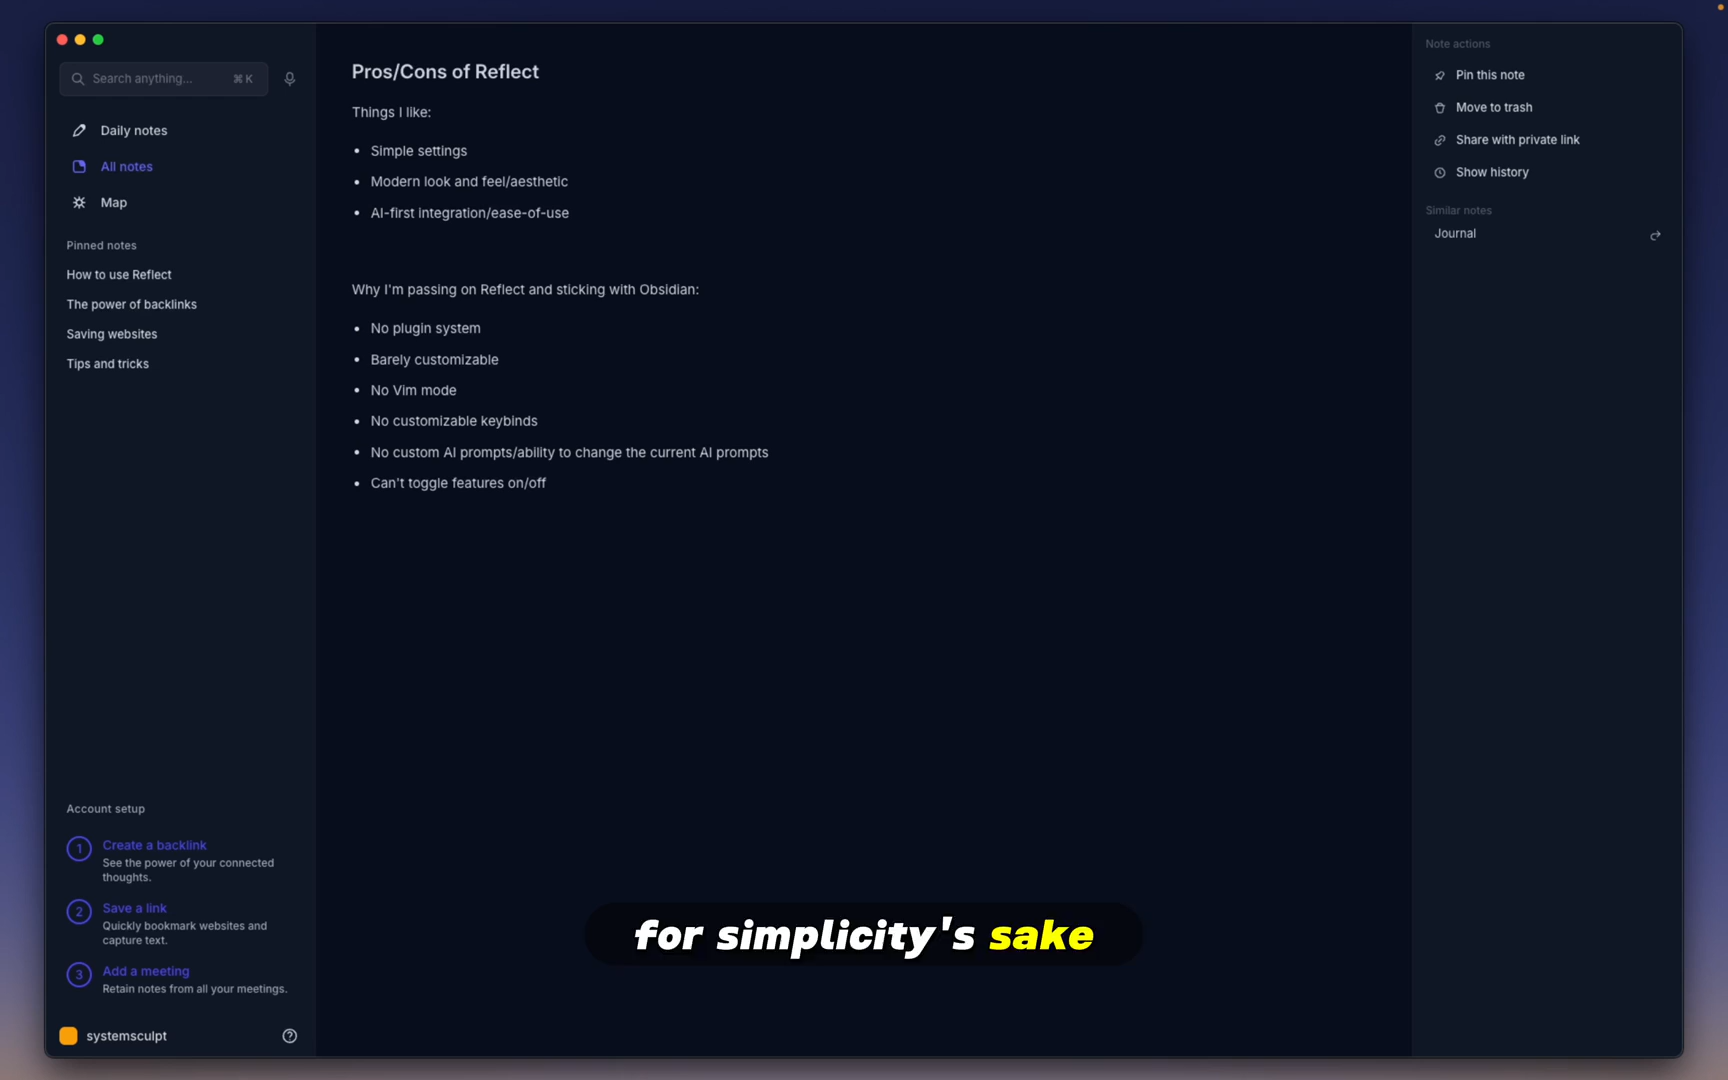 Search anything...
⌘ K
Daily notes
All notes
Map
Pinned notes
How to use Reflect
The power of backlinks
Saving websites
Tips and tricks
Account setup
1
Create a backlink
See the power of your connected
thoughts.
2
Save a link
Quickly bookmark websites and
capture text.
3
Add a meeting
Retain notes from all your meetings.
systemsculpt
Pros/Cons of Reflect
Things I like:
• Simple settings
• Modern look and feel/aesthetic
• AI-first integration/ease-of-use
Why I'm passing on Reflect and sticking with Obsidian:
• No plugin system
• Barely customizable
• No Vim mode
• No customizable keybinds
• No custom AI prompts/ability to change the current AI prompts
• Can't toggle features on/off
for simplicity's sake
Note actions
Pin this note
Move to trash
Share with private link
Show history
Similar notes
Journal